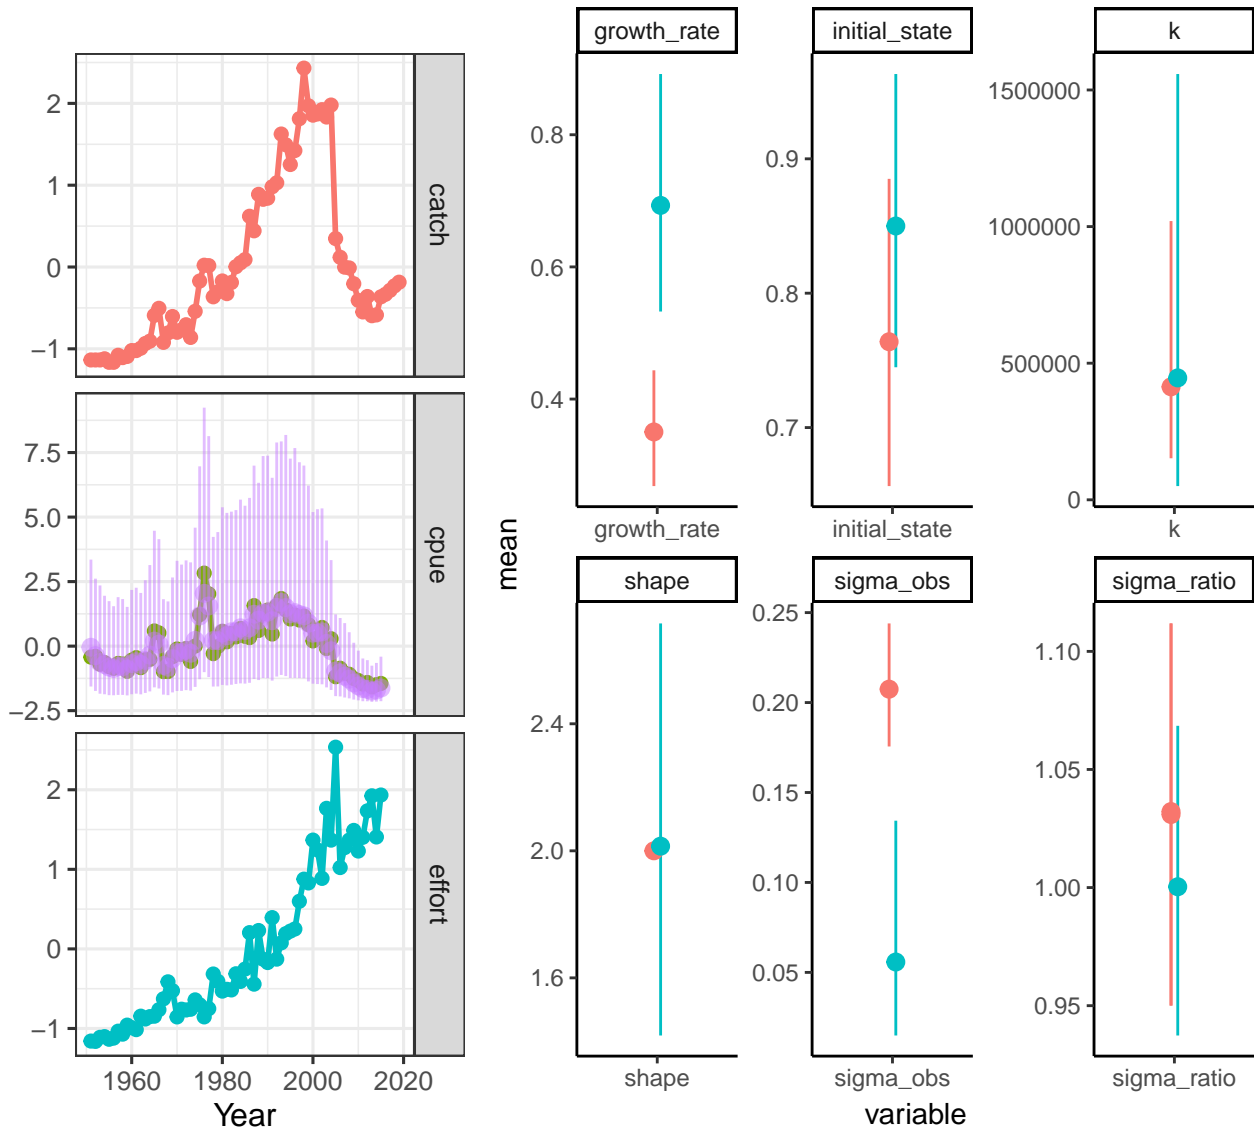 2
1
0
−1
catch
7.5
5.0
2.5
0.0
−2.5
cpue
2
1
0
−1
effort
1960
1980
2000
2020
Year
mean
growth_rate
0.8
0.6
0.4
growth_rate
initial_state
0.9
0.8
0.7
initial_state
k
1500000
1000000
500000
0
k
shape
2.4
2.0
1.6
shape
sigma_obs
0.25
0.20
0.15
0.10
0.05
sigma_obs
sigma_ratio
1.10
1.05
1.00
0.95
sigma_ratio
variable